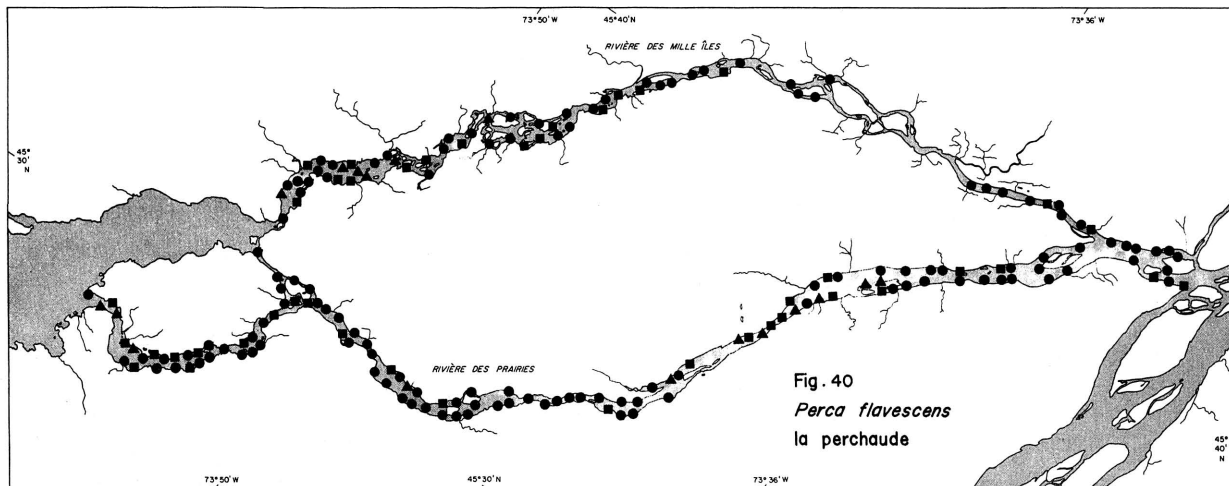 73°50'W
45°40'
73°36'W
RIVIÈRE DES MILLE ÎLES
45°
30'
N
RIVIÈRE DES PRAIRIES
Fig. 40
Perca flavescens
la perchaude
45°
40'
N
73°50'W
45°30'N
73°36'W